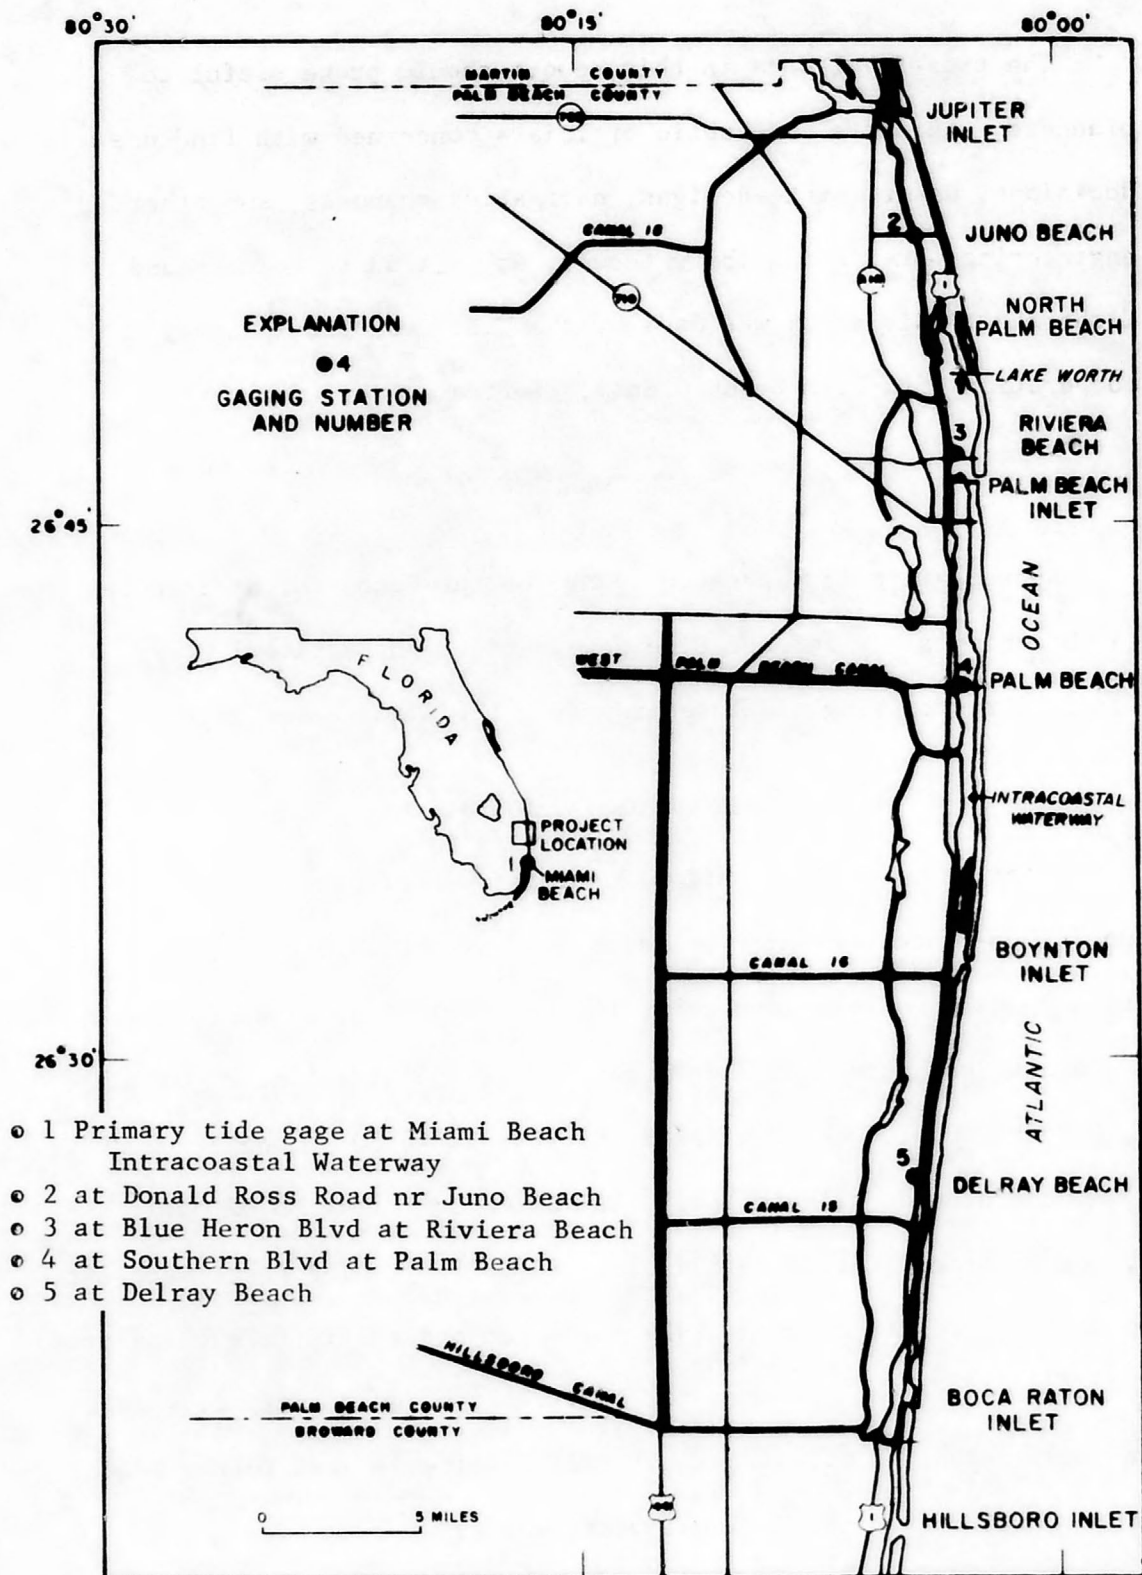 80°30'
80°15'
80°00'
MARTIN COUNTY
PALM BEACH COUNTY
JUPITER
INLET
706
CANAL 18
2
JUNO BEACH
1
710
NORTH
PALM BEACH
EXPLANATION
4
GAGING STATION
AND NUMBER
LAKE WORTH
3
RIVIERA
BEACH
PALM BEACH
INLET
26°45'
OCEAN
FLORIDA
WEST PALM BEACH CANAL
4
PALM BEACH
INTRACOASTAL
WATERWAY
PROJECT
LOCATION
1
MIAMI
BEACH
BOYNTON
INLET
CANAL 16
26°30'
ATLANTIC
1 Primary tide gage at Miami Beach
Intracoastal Waterway
2 at Donald Ross Road nr Juno Beach
3 at Blue Heron Blvd at Riviera Beach
4 at Southern Blvd at Palm Beach
5 at Delray Beach
5
DELRAY BEACH
CANAL 15
HILLSBORO CANAL
PALM BEACH COUNTY
BROWARD COUNTY
BOCA RATON
INLET
0 5 MILES
441
1
HILLSBORO INLET